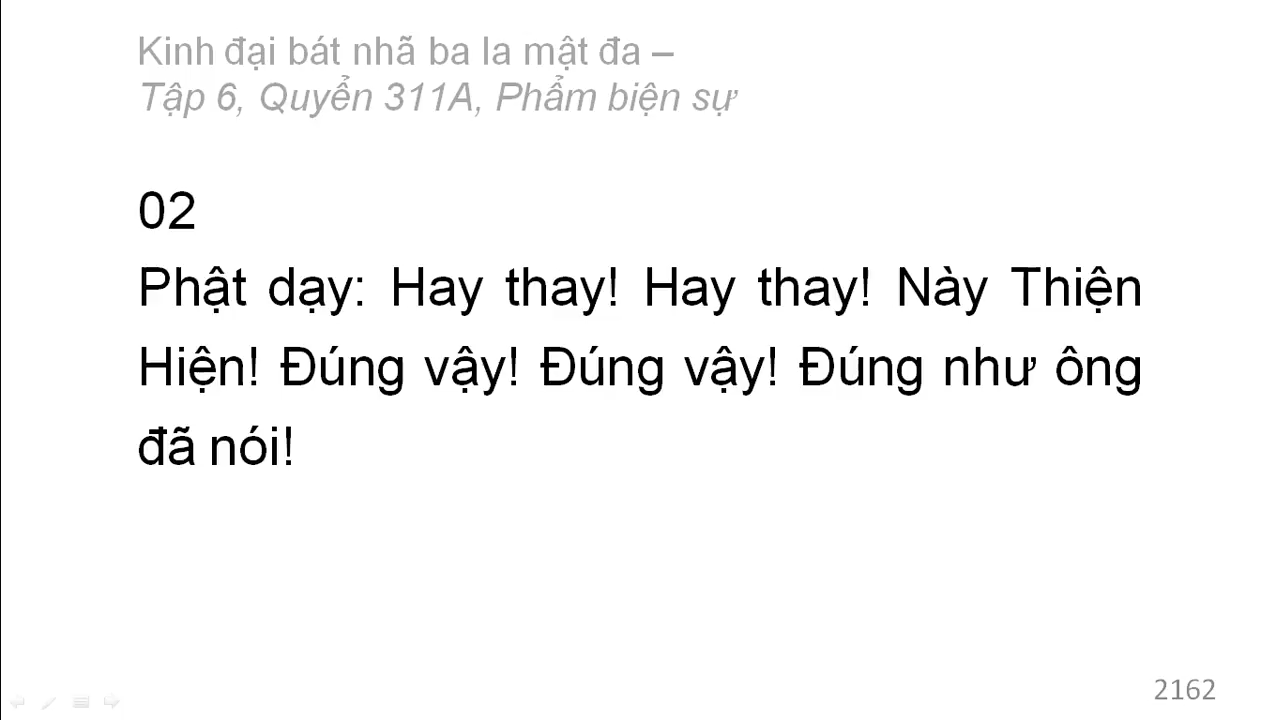 Kinh đại bát nhã ba la mật đa –
Tập 6, Quyển 311A, Phẩm biện sự
02
Phật dạy: Hay thay! Hay thay! Này Thiện
Hiện! Đúng vậy! Đúng vậy! Đúng như ông
đã nói!
2162